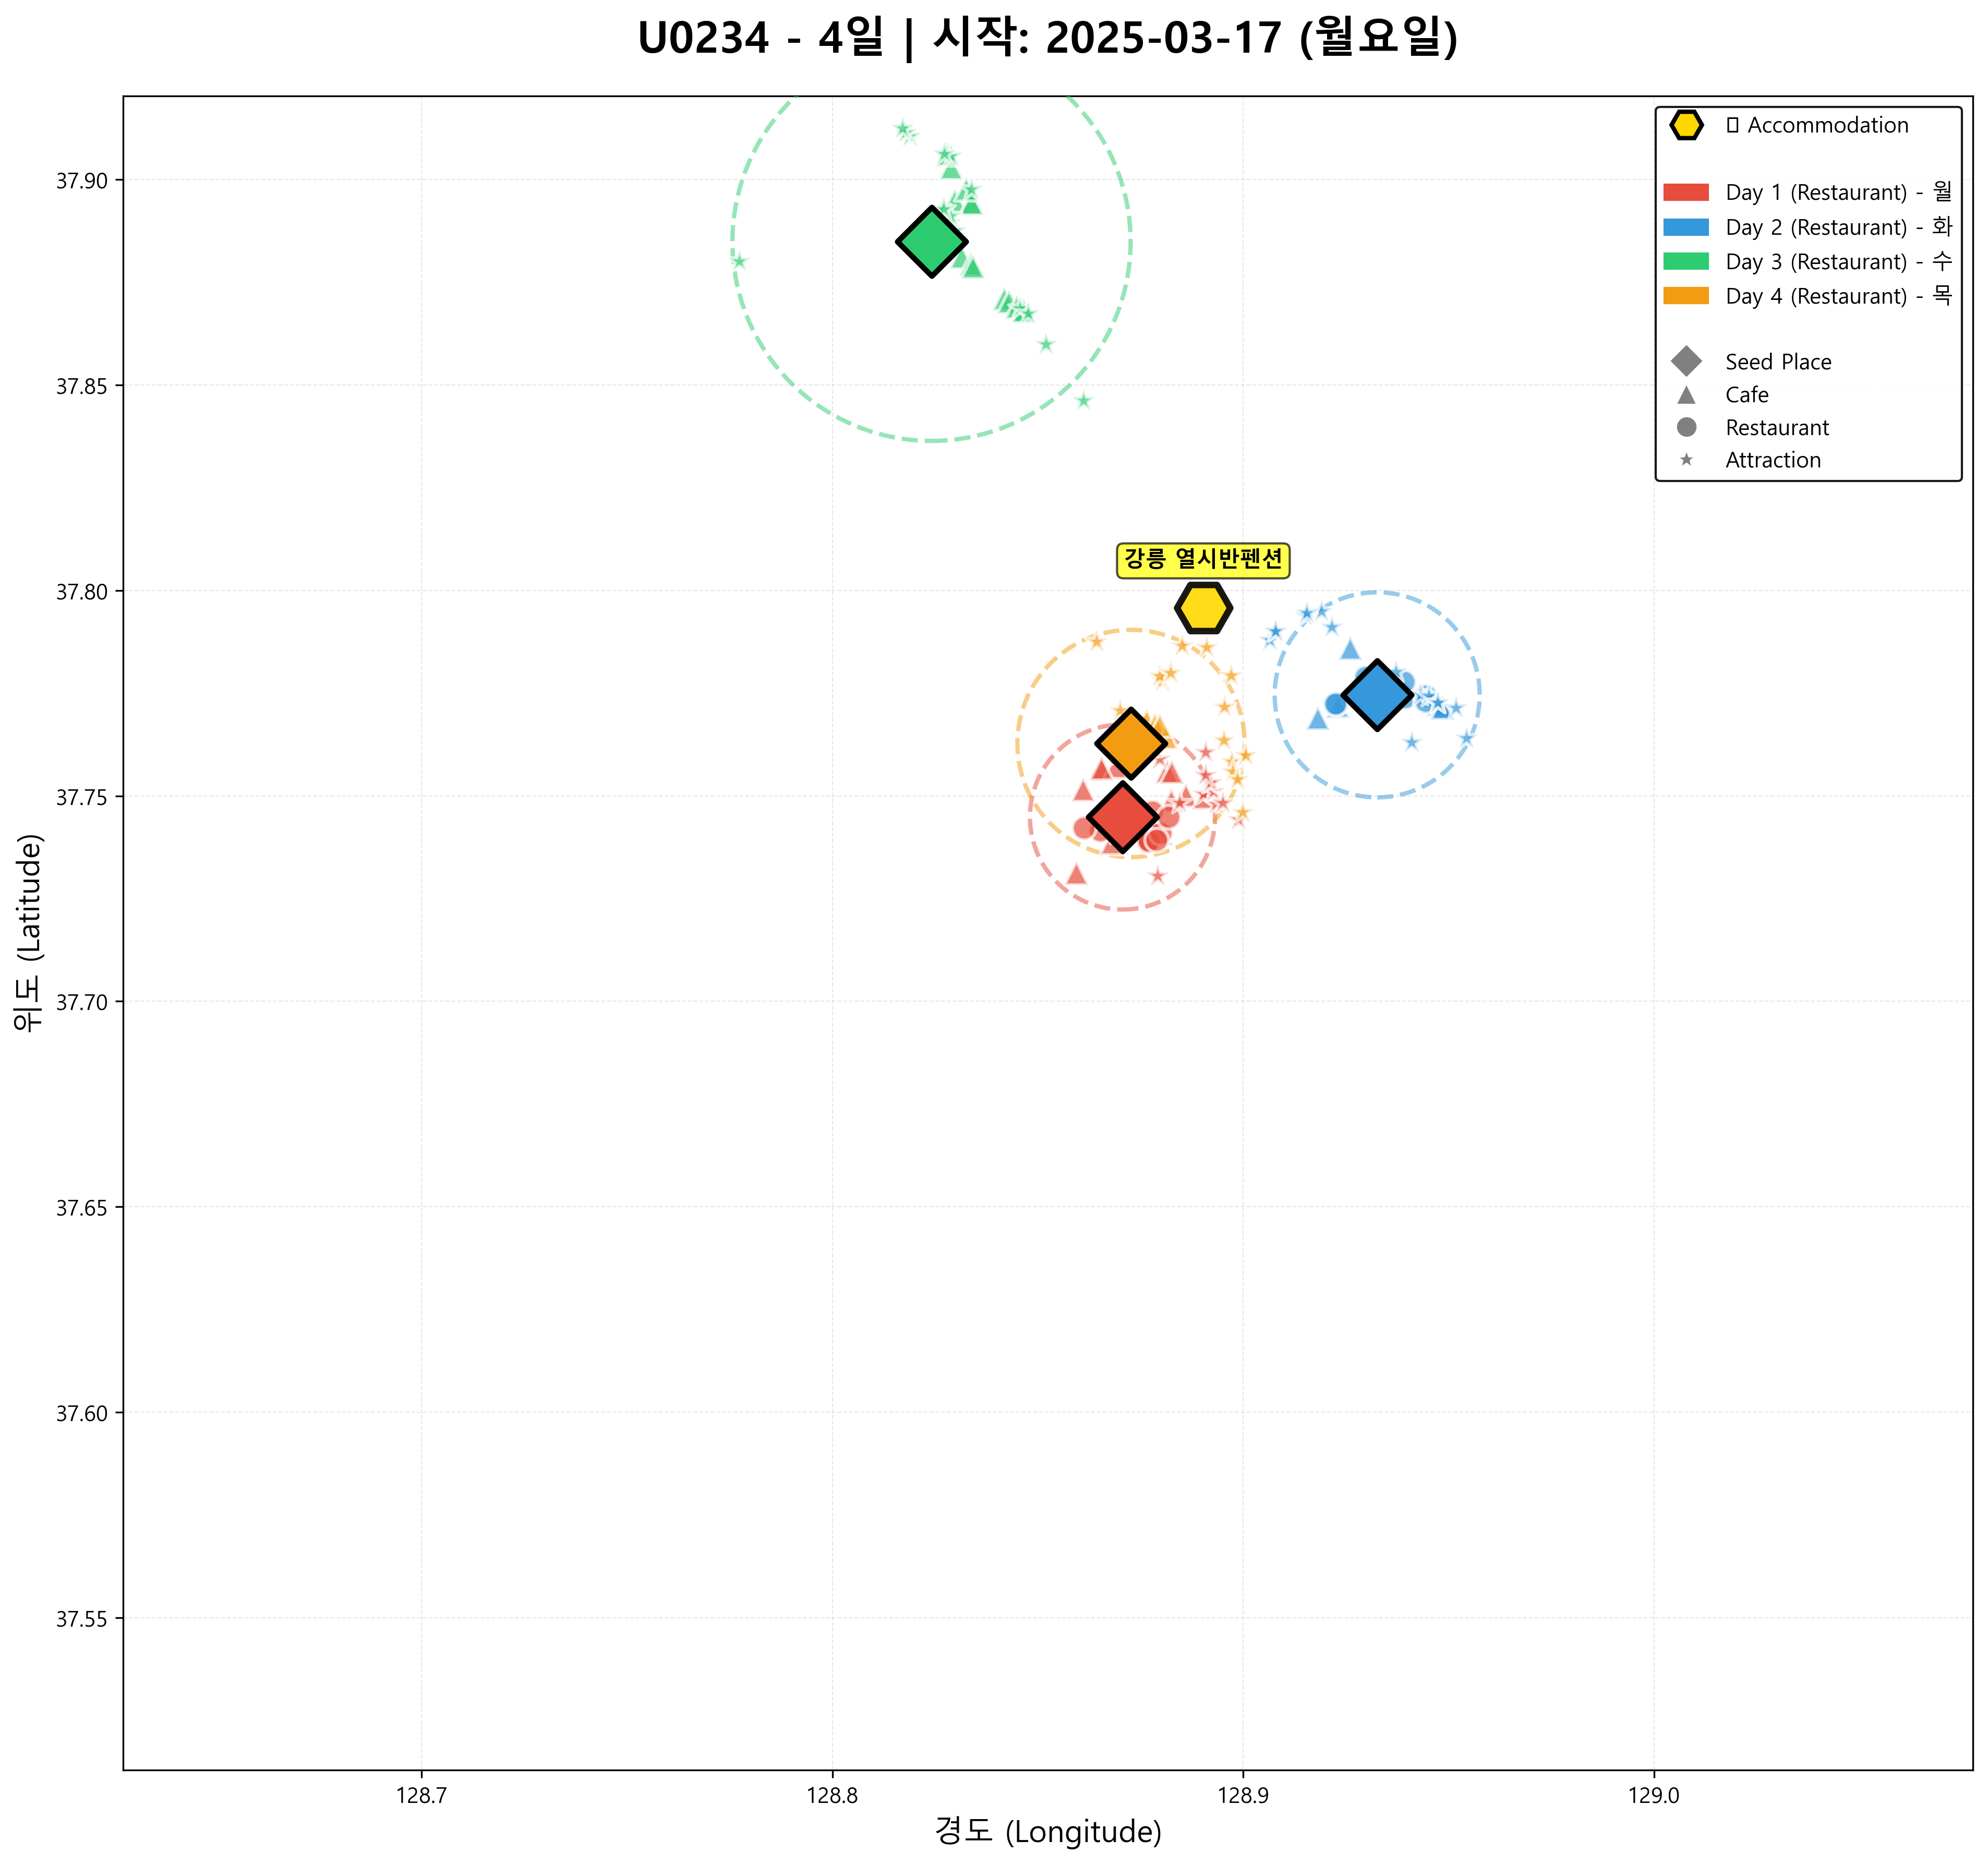 U0234 - 4일 | 시작: 2025-03-17 (월요일)
Accommodation
Day 1 (Restaurant) - 월
Day 2 (Restaurant) - 화
Day 3 (Restaurant) - 수
Day 4 (Restaurant) - 목
Seed Place
Cafe
Restaurant
Attraction
강릉 열시반펜션
위도 (Latitude)
37.90
37.85
37.80
37.75
37.70
37.65
37.60
37.55
128.7
128.8
128.9
129.0
경도 (Longitude)